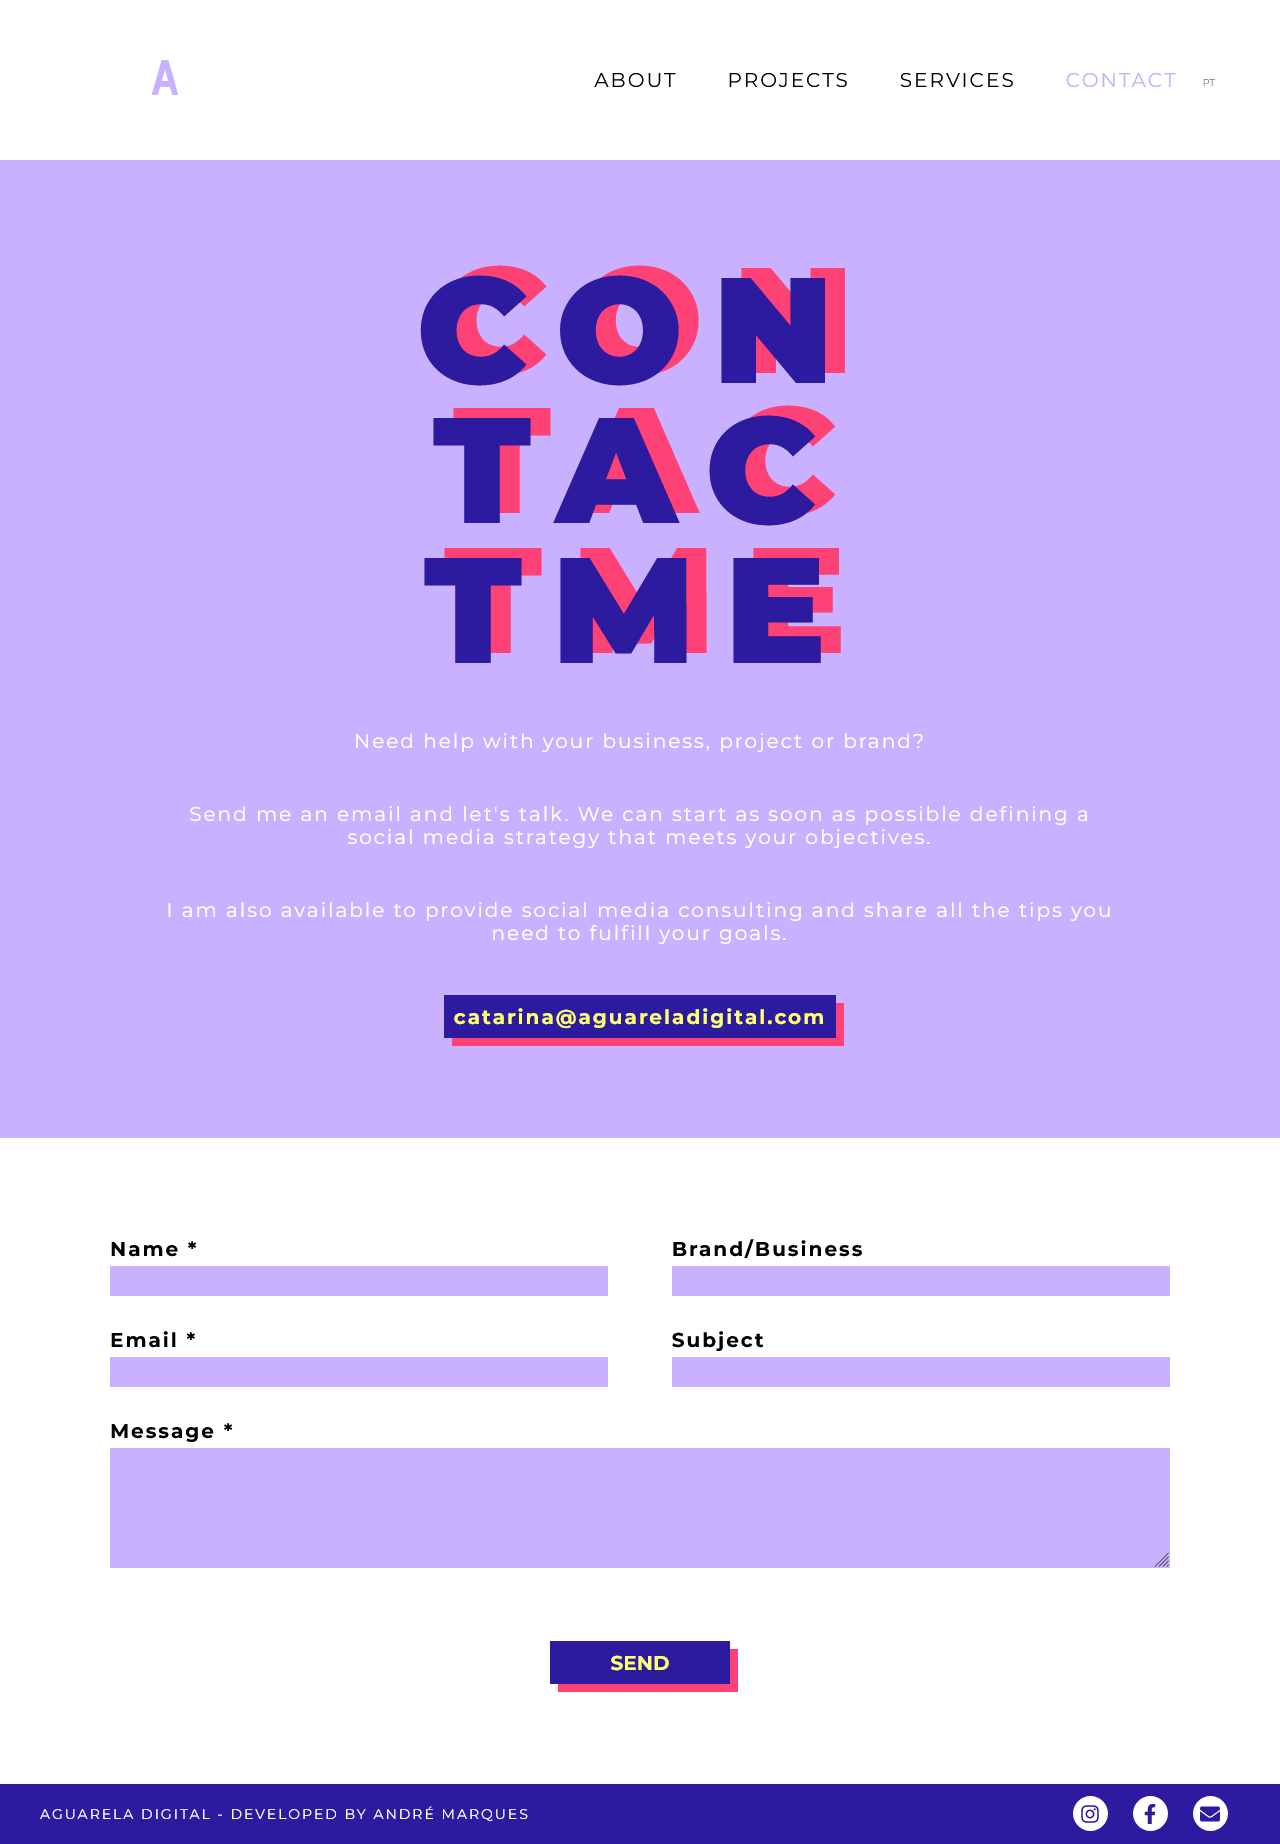 A
ABOUT PROJECTS SERVICES CONTACT PT
CON
TAC
TME
Need help with your business, project or brand?
Send me an email and let's talk. We can start as soon as possible defining a
social media strategy that meets your objectives.
I am also available to provide social media consulting and share all the tips you
need to fulfill your goals.
catarina@aguareladigital.com
Name * Brand/Business
Email * Subject
Message *
SEND
AGUARELA DIGITAL - DEVELOPED BY ANDRÉ MARQUES